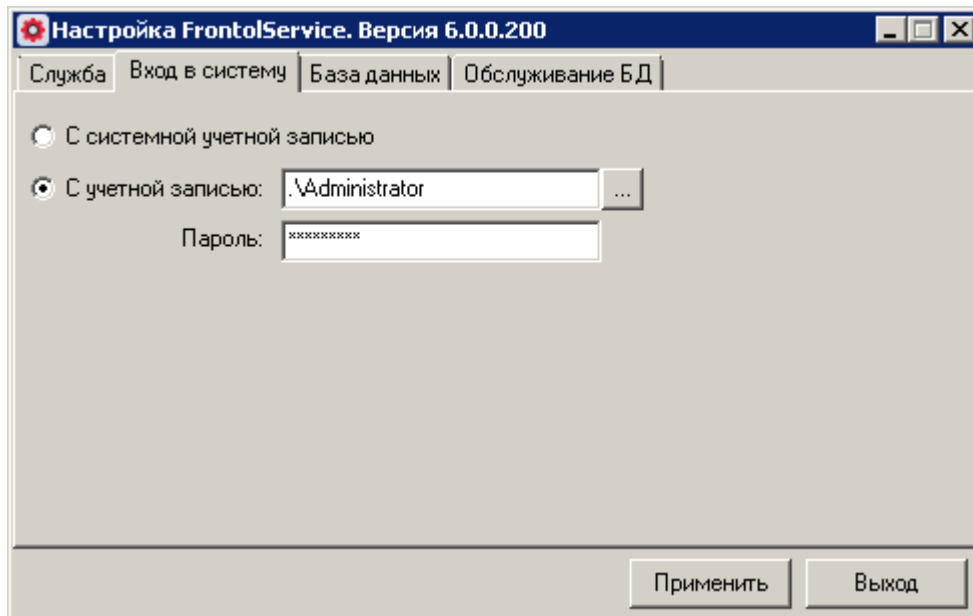 Настройка FrontolService. Версия 6.0.0.200
Служба Вход в систему База данных Обслуживание БД
С системной учетной записью
С учетной записью: .\Administrator ...
Пароль: *********
Применить Выход